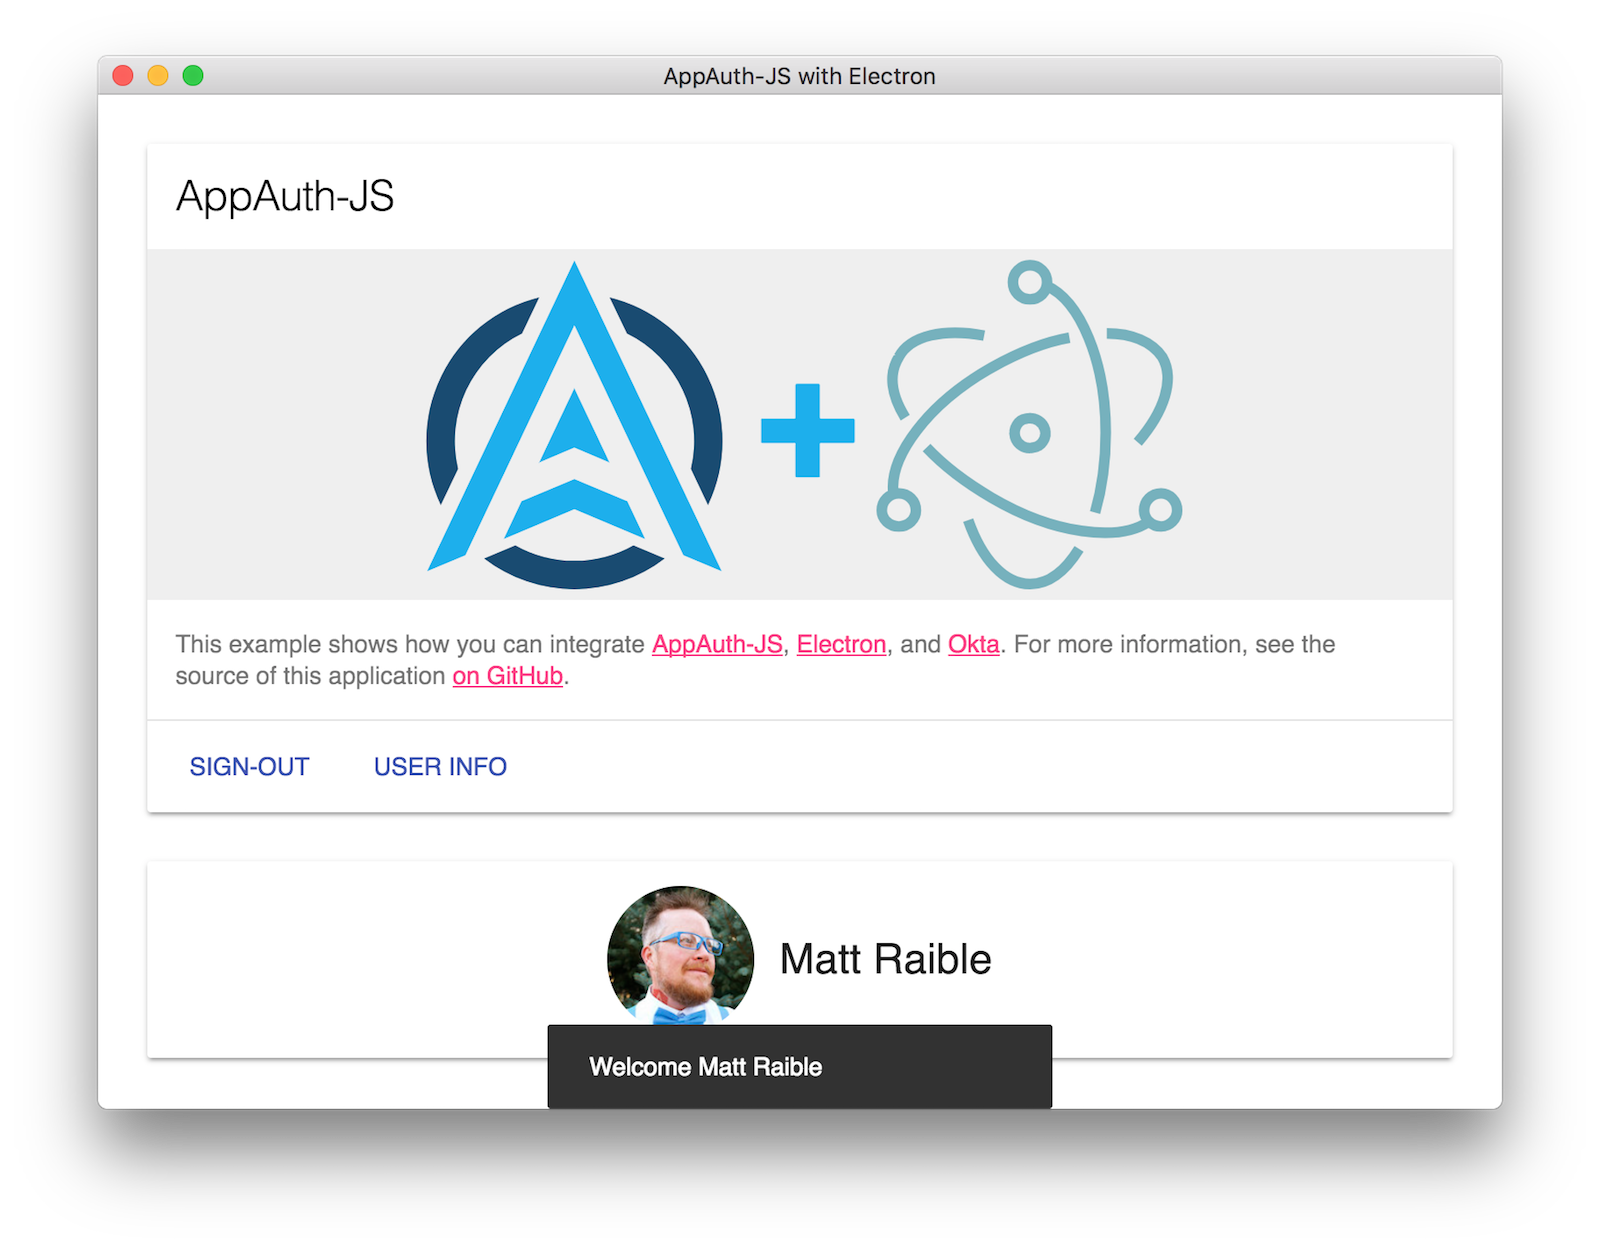 AppAuth-JS with Electron
AppAuth-JS
This example shows how you can integrate AppAuth-JS, Electron, and Okta. For more information, see the
source of this application on GitHub.
SIGN-OUT USER INFO
Matt Raible
Welcome Matt Raible